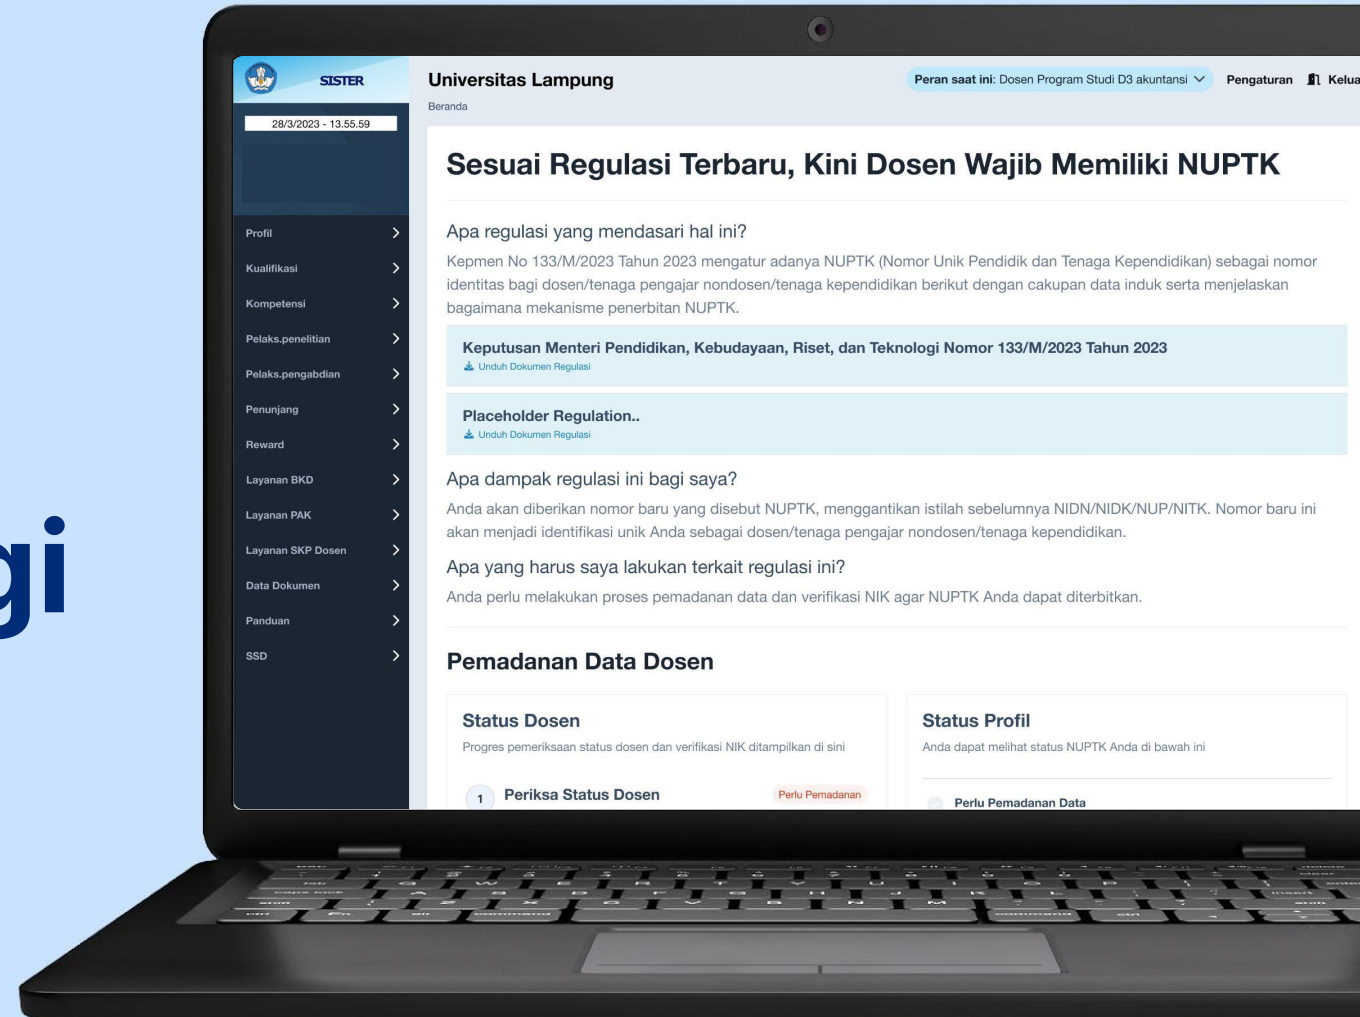 gi
SISTER
28/3/2023 - 13.55.59
Profil
Kualifikasi
Kompetensi
Pelaks.penelitian
Pelaks.pengabdian
Penunjang
Reward
Layanan BKD
Layanan PAK
Layanan SKP Dosen
Data Dokumen
Panduan
SSD
Universitas Lampung
Peran saat ini: Dosen Program Studi D3 akuntansi
Pengaturan
Kelua
Beranda
Sesuai Regulasi Terbaru, Kini Dosen Wajib Memiliki NUPTK
Apa regulasi yang mendasari hal ini?
Kepmen No 133/M/2023 Tahun 2023 mengatur adanya NUPTK (Nomor Unik Pendidik dan Tenaga Kependidikan) sebagai nomor
identitas bagi dosen/tenaga pengajar nondosen/tenaga kependidikan berikut dengan cakupan data induk serta menjelaskan
bagaimana mekanisme penerbitan NUPTK.
Keputusan Menteri Pendidikan, Kebudayaan, Riset, dan Teknologi Nomor 133/M/2023 Tahun 2023
Unduh Dokumen Regulasi
Placeholder Regulation..
Unduh Dokumen Regulasi
Apa dampak regulasi ini bagi saya?
Anda akan diberikan nomor baru yang disebut NUPTK, menggantikan istilah sebelumnya NIDN/NIDK/NUP/NITK. Nomor baru ini
akan menjadi identifikasi unik Anda sebagai dosen/tenaga pengajar nondosen/tenaga kependidikan.
Apa yang harus saya lakukan terkait regulasi ini?
Anda perlu melakukan proses pemadanan data dan verifikasi NIK agar NUPTK Anda dapat diterbitkan.
Pemadanan Data Dosen
Status Dosen
Progres pemeriksaan status dosen dan verifikasi NIK ditampilkan di sini
1 Periksa Status Dosen
Perlu Pemadanan
Status Profil
Anda dapat melihat status NUPTK Anda di bawah ini
Perlu Pemadanan Data